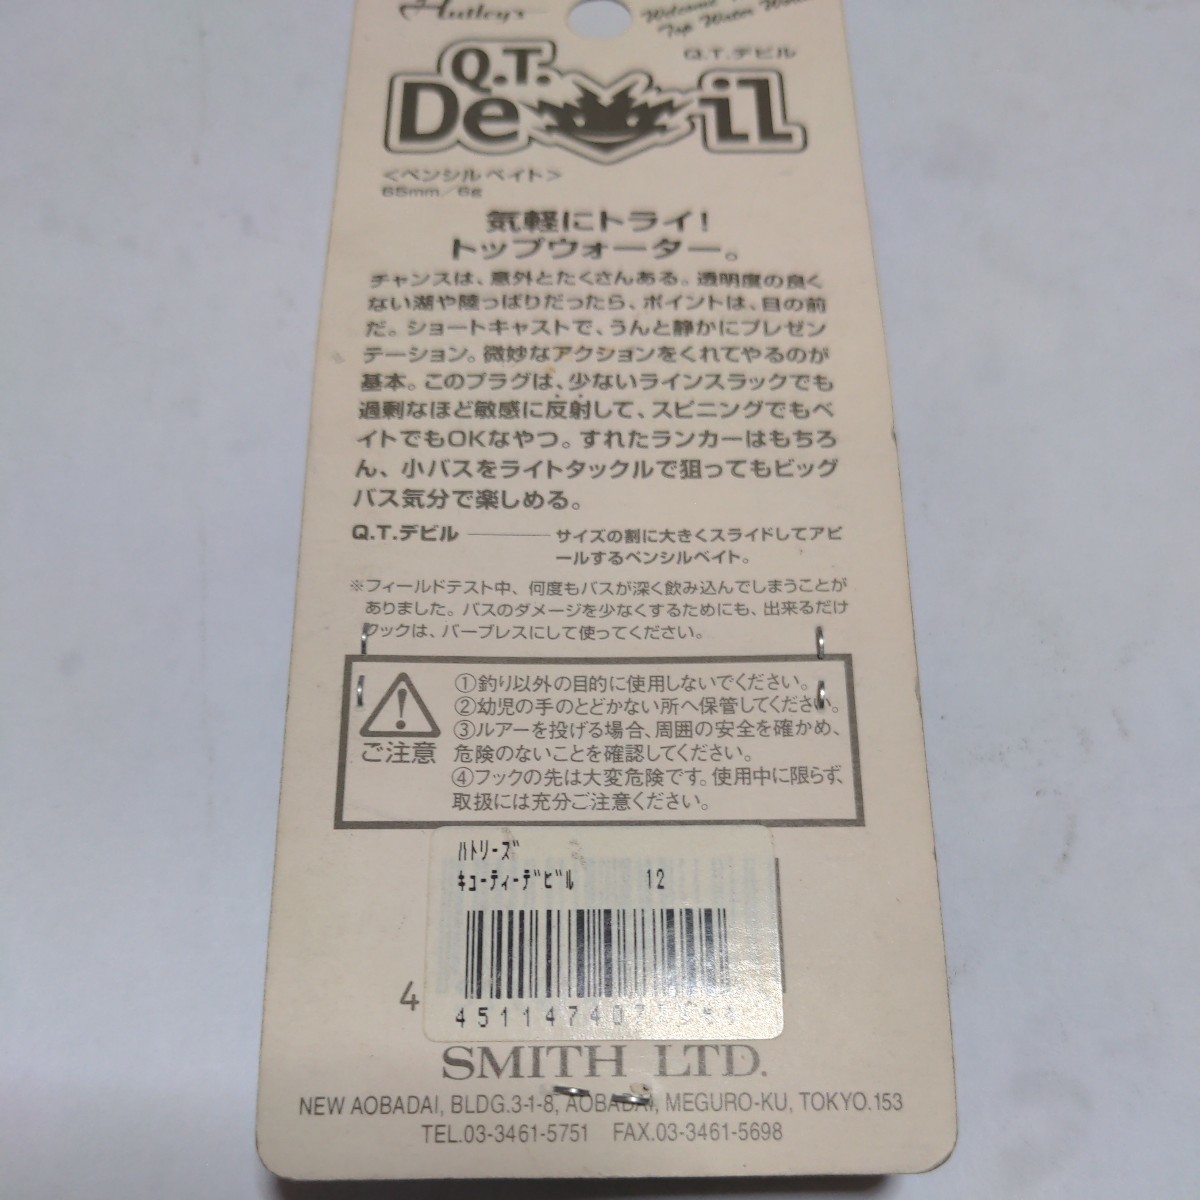 Hutley's
Welcome
Top Water
Q.T.デビル
Q.T.
Devil
<ペンシルベイト>
65mm/6g
気軽にトライ!
トップウォーター。
チャンスは、意外とたくさんある。透明度の良く
ない湖や陸っぱりだったら、ポイントは、目の前
だ。ショートキャストで、うんと静かにプレゼン
テーション。微妙なアクションをくれてやるのが
基本。このプラグは、少ないラインスラックでも
過剰なほど敏感に反射して、スピニングでもベ
イトでもOKなやつ。すれたランカーはもちろ
ん、小バスをライトタックルで狙ってもビッグ
バス気分で楽しめる。
Q.T.デビル ——— サイズの割に大きくスライドしてアピ
ールするペンシルベイト。
※フィールドテスト中、何度もバスが深く飲み込んでしまうことが
ありました。バスのダメージを少なくするためにも、出来るだけ
フックは、バーブレスにして使ってください。
①釣り以外の目的に使用しないでください。
②幼児の手のとどかない所へ保管してください。
③ルアーを投げる場合、周囲の安全を確かめ、
危険のないことを確認してください。
④フックの先は大変危険です。使用中に限らず、
取扱には充分ご注意ください。
ご注意
ﾊﾄﾘｰｽﾞ
ｷｭｰﾃｨｰﾃﾞﾋﾞﾙ 12
4
SMITH LTD.
NEW AOBADAI, BLDG.3-1-8, AOBADAI, MEGURO-KU, TOKYO.153
TEL.03-3461-5751 FAX.03-3461-5698